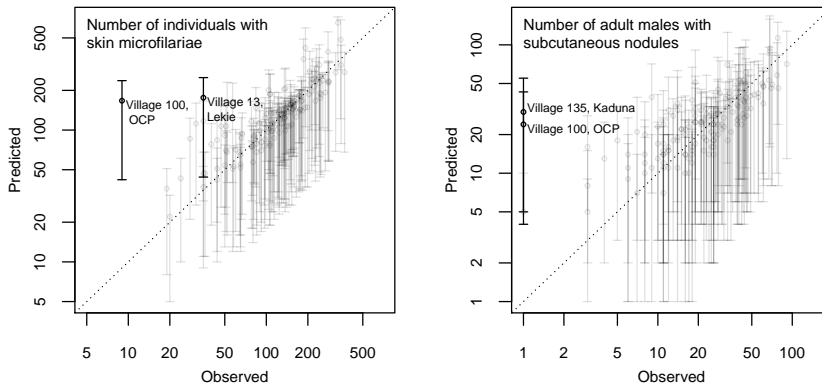 Number of individuals with
skin microfilariae
Village 100,
OCP
Village 13,
Lekie
Predicted
500
200
100
50
20
10
5
5 10 20 50 100 200 500
Observed
Number of adult males with
subcutaneous nodules
Village 135, Kaduna
Village 100, OCP
Predicted
100
50
20
10
5
2
1
1 2 5 10 20 50 100
Observed